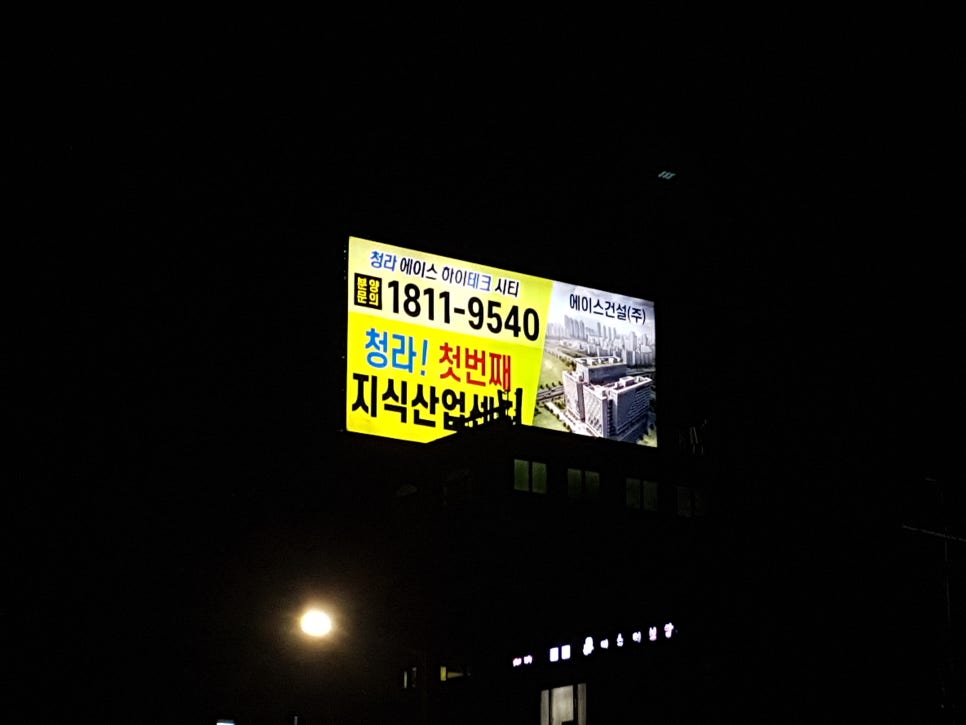 청라 에이스 하이테크 시티
분양문의 1811-9540
청라! 첫번째
지식산업센터
에이스건설(주)